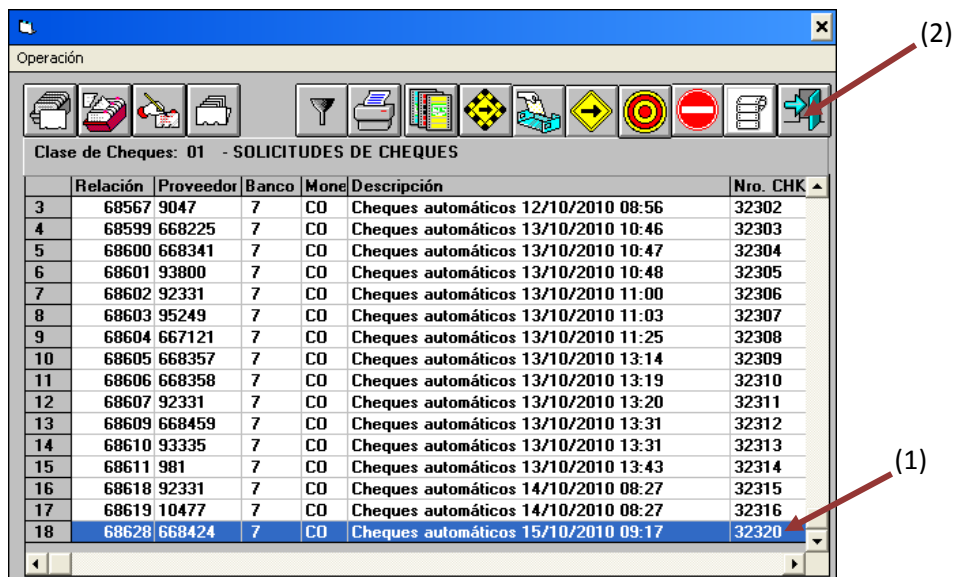 (2)
Operación
Clase de Cheques: 01 - SOLICITUDES DE CHEQUES
Relación Proveedor Banco Mone Descripción Nro. CHK
3 68567 9047 7 CO Cheques automáticos 12/10/2010 08:56 32302
4 68599 668225 7 CO Cheques automáticos 13/10/2010 10:46 32303
5 68600 668341 7 CO Cheques automáticos 13/10/2010 10:47 32304
6 68601 93800 7 CO Cheques automáticos 13/10/2010 10:48 32305
7 68602 92331 7 CO Cheques automáticos 13/10/2010 11:00 32306
8 68603 95249 7 CO Cheques automáticos 13/10/2010 11:03 32307
9 68604 667121 7 CO Cheques automáticos 13/10/2010 11:25 32308
10 68605 668357 7 CO Cheques automáticos 13/10/2010 13:14 32309
11 68606 668358 7 CO Cheques automáticos 13/10/2010 13:19 32310
12 68607 92331 7 CO Cheques automáticos 13/10/2010 13:20 32311
13 68609 668459 7 CO Cheques automáticos 13/10/2010 13:31 32312
14 68610 93335 7 CO Cheques automáticos 13/10/2010 13:31 32313
15 68611 981 7 CO Cheques automáticos 13/10/2010 13:43 32314
(1)
16 68618 92331 7 CO Cheques automáticos 14/10/2010 08:27 32315
17 68619 10477 7 CO Cheques automáticos 14/10/2010 08:27 32316
18 68628 668424 7 CO Cheques automáticos 15/10/2010 09:17 32320